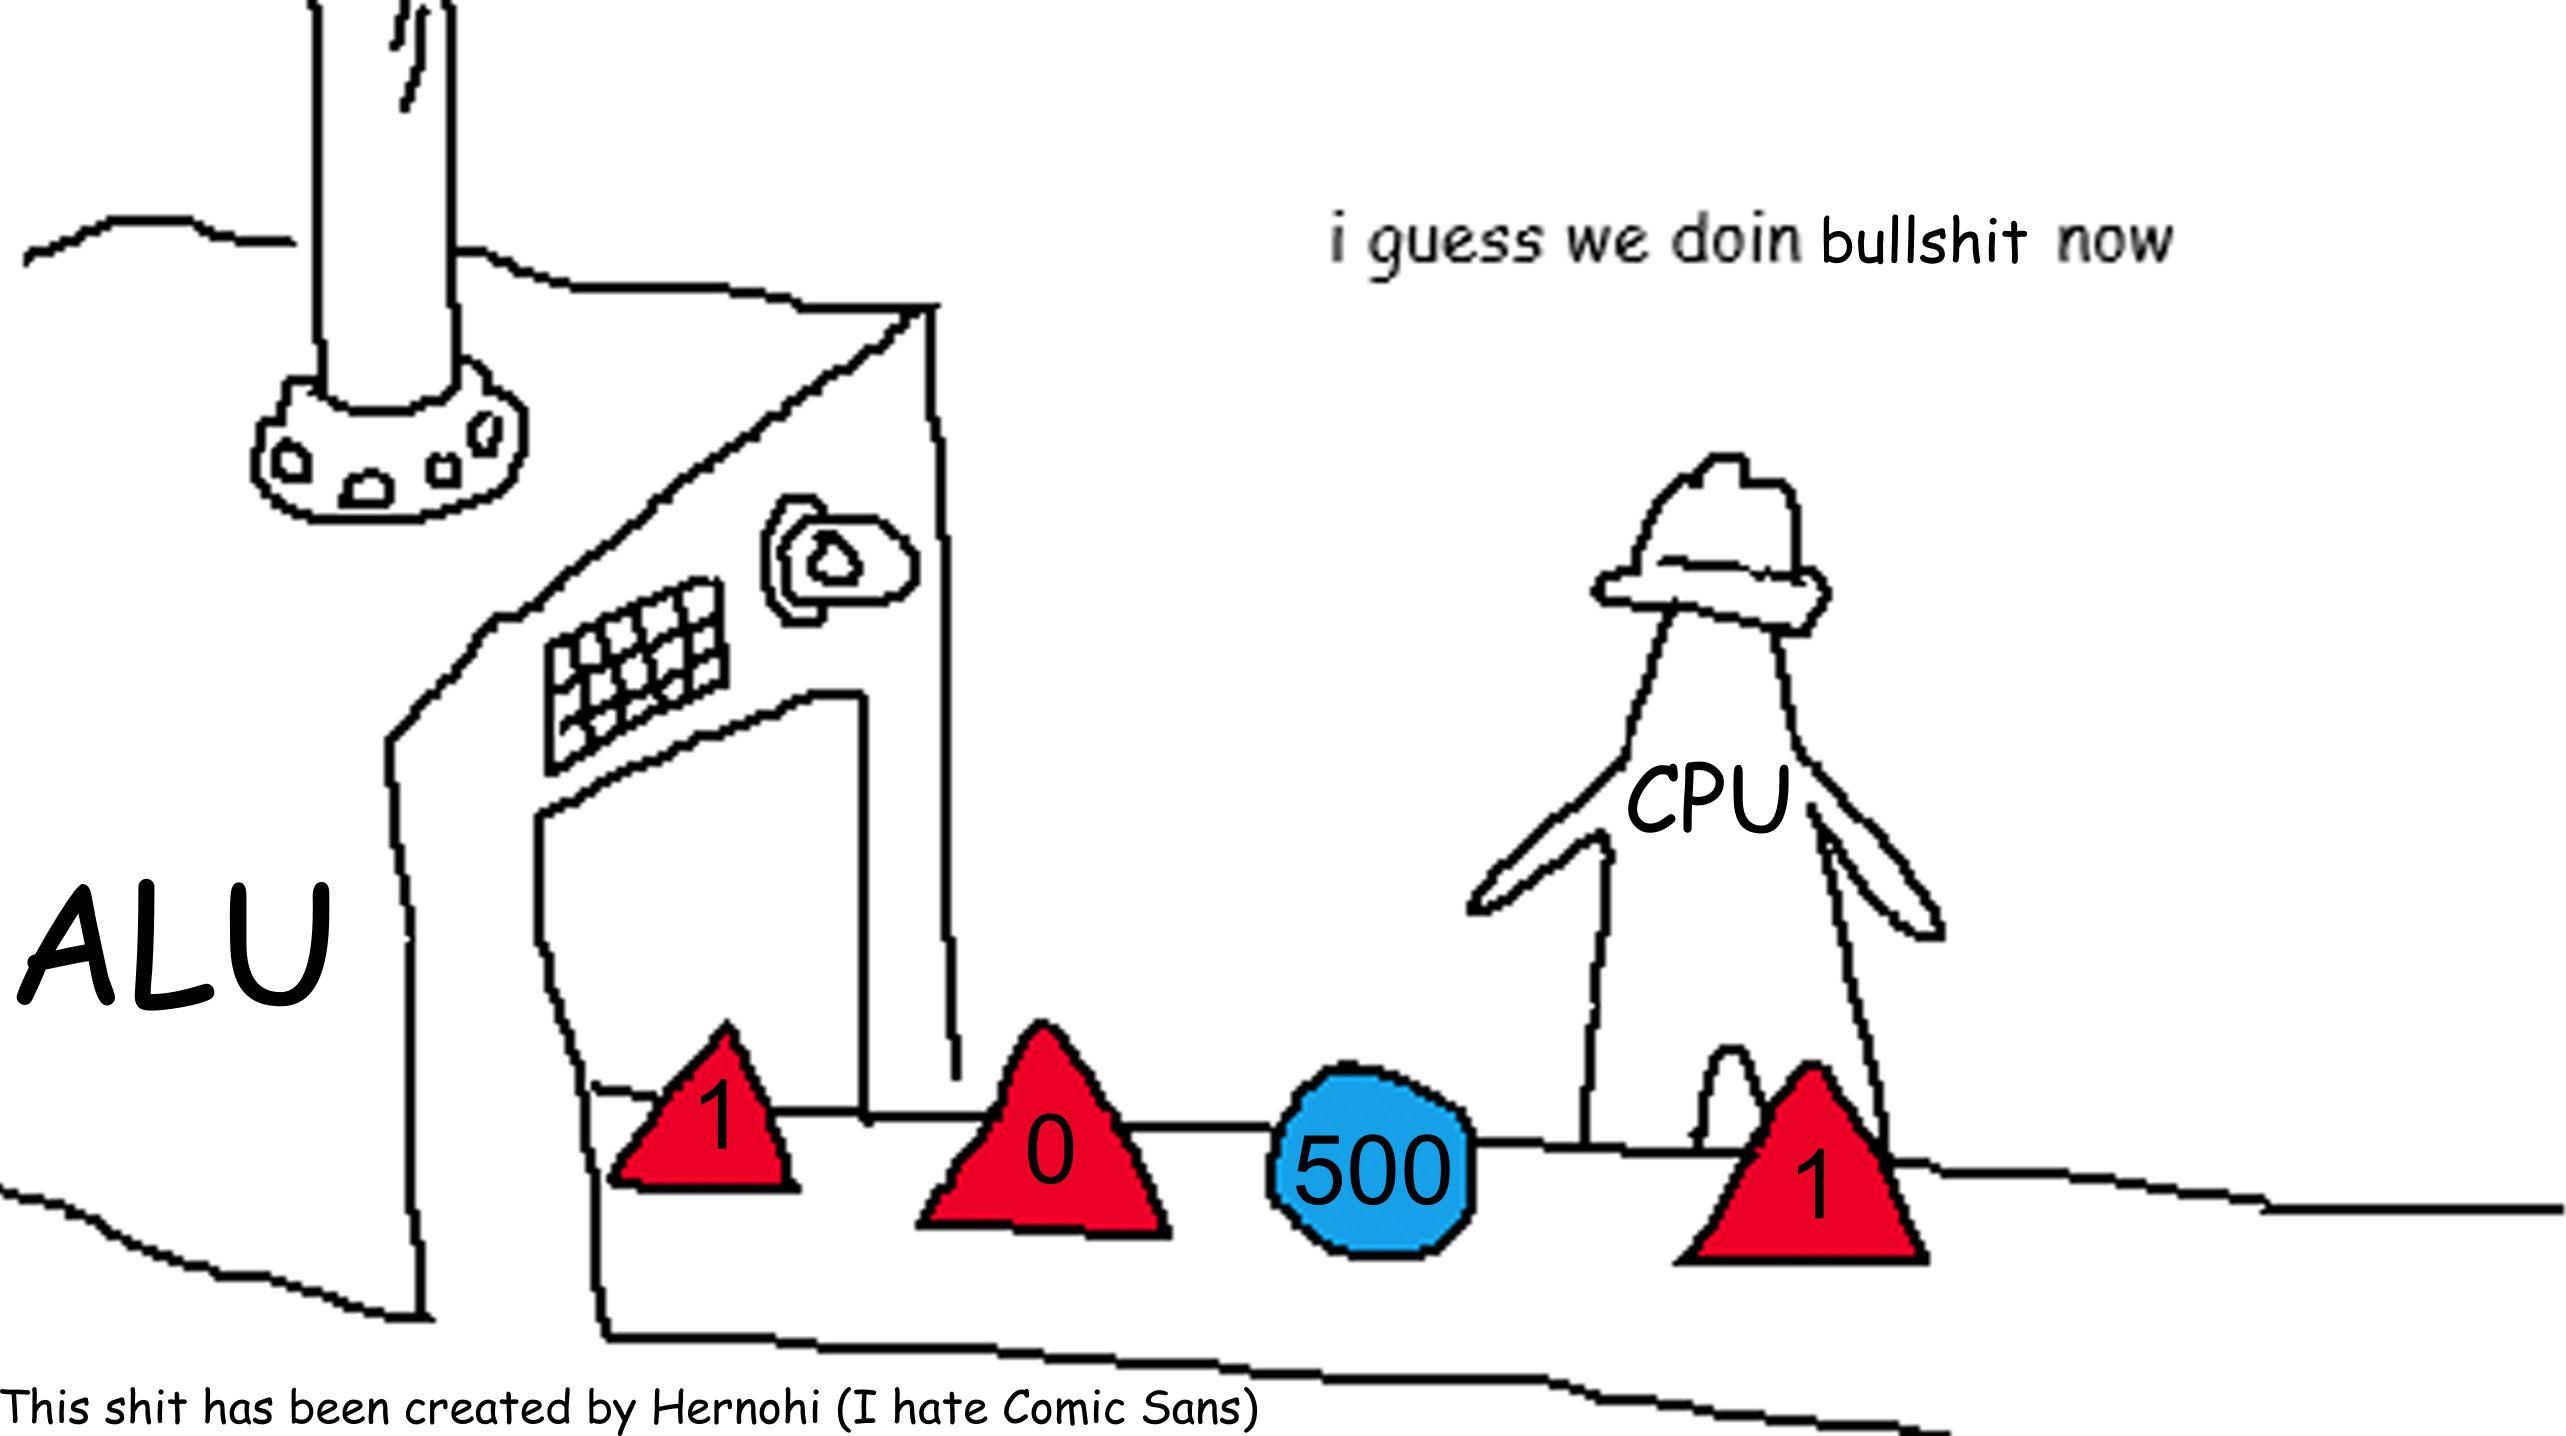 i guess we doin bullshit now
CPU
ALU
1
0
500
1
This shit has been created by Hernohi (I hate Comic Sans)